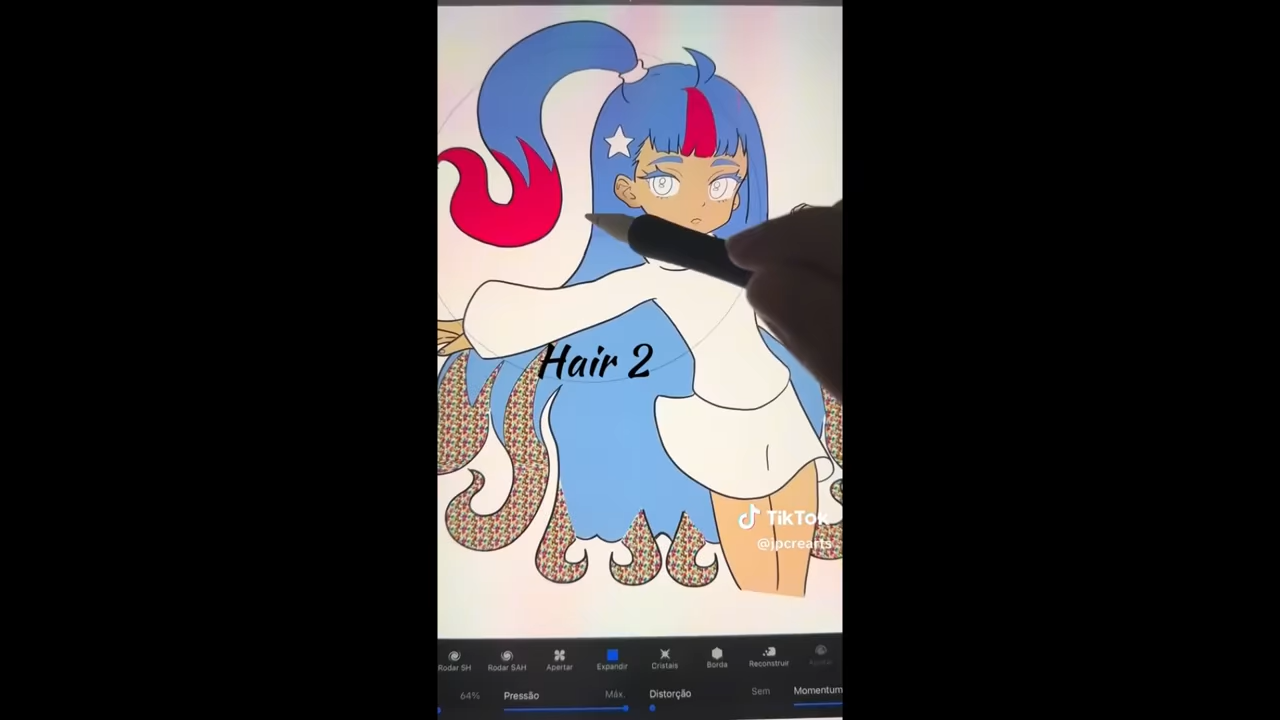 Hair 2
TikTok
@jpcrearts
Rodar SH
Rodar SAH
Apertar
Expandir
Cristais
Borda
Reconstruir
64%
Pressão
Máx.
Distorção
Sem
Momentum